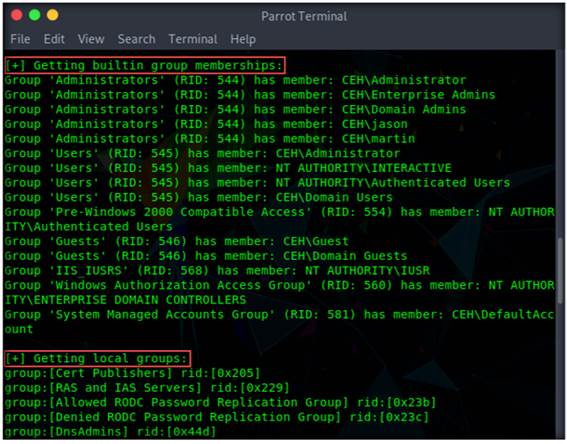 Parrot Terminal
File Edit View Search Terminal Help
[+] Getting builtin group memberships:
Group 'Administrators' (RID: 544) has member: CEH\Administrator
Group 'Administrators' (RID: 544) has member: CEH\Enterprise Admins
Group 'Administrators' (RID: 544) has member: CEH\Domain Admins
Group 'Administrators' (RID: 544) has member: CEH\jason
Group 'Administrators' (RID: 544) has member: CEH\martin
Group 'Users' (RID: 545) has member: CEH\Administrator
Group 'Users' (RID: 545) has member: NT AUTHORITY\INTERACTIVE
Group 'Users' (RID: 545) has member: NT AUTHORITY\Authenticated Users
Group 'Users' (RID: 545) has member: CEH\Domain Users
Group 'Pre-Windows 2000 Compatible Access' (RID: 554) has member: NT AUTHOR
ITY\Authenticated Users
Group 'Guests' (RID: 546) has member: CEH\Guest
Group 'Guests' (RID: 546) has member: CEH\Domain Guests
Group 'IIS_IUSRS' (RID: 568) has member: NT AUTHORITY\IUSR
Group 'Windows Authorization Access Group' (RID: 560) has member: NT AUTHOR
ITY\ENTERPRISE DOMAIN CONTROLLERS
Group 'System Managed Accounts Group' (RID: 581) has member: CEH\DefaultAcc
ount
[+] Getting local groups:
group:[Cert Publishers] rid:[0x205]
group:[RAS and IAS Servers] rid:[0x229]
group:[Allowed RODC Password Replication Group] rid:[0x23b]
group:[Denied RODC Password Replication Group] rid:[0x23c]
group:[DnsAdmins] rid:[0x44d]